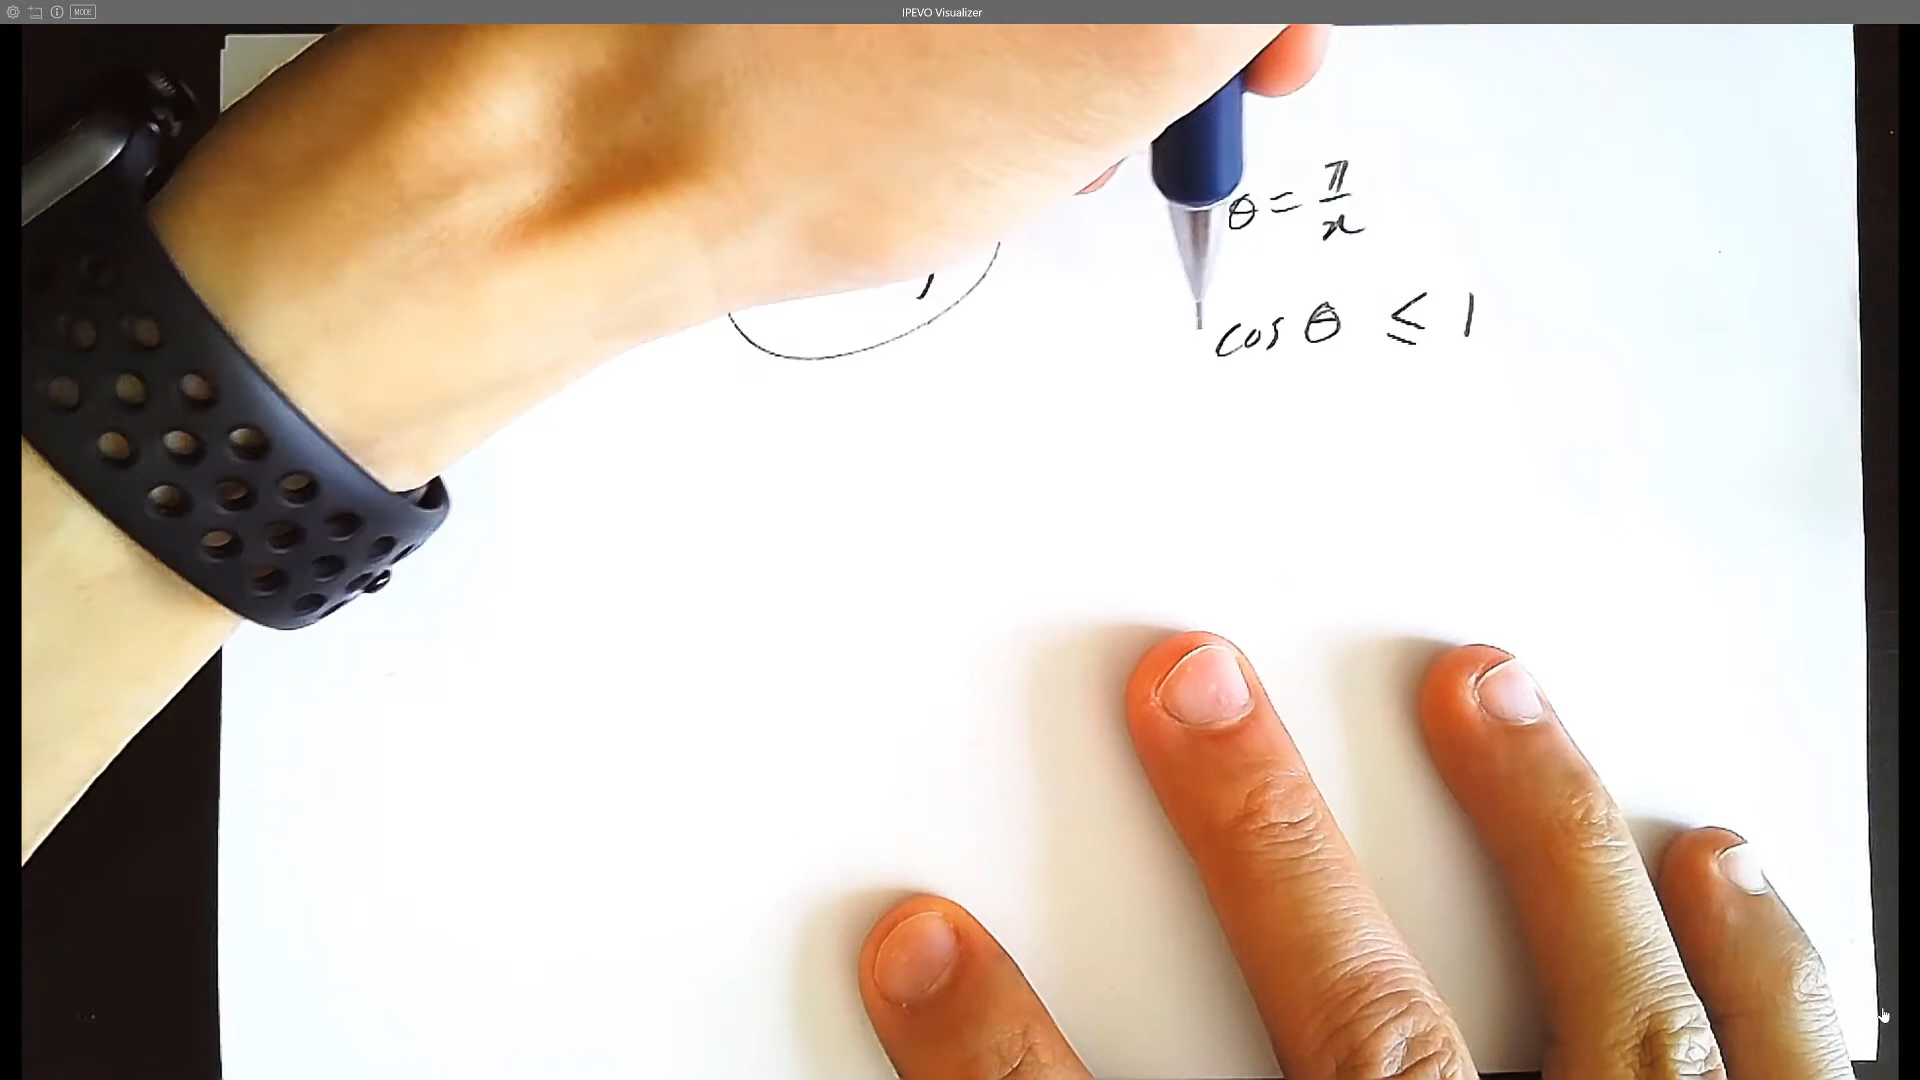 MODE
IPEVO Visualizer
θ = π/x
cos θ ≤ 1